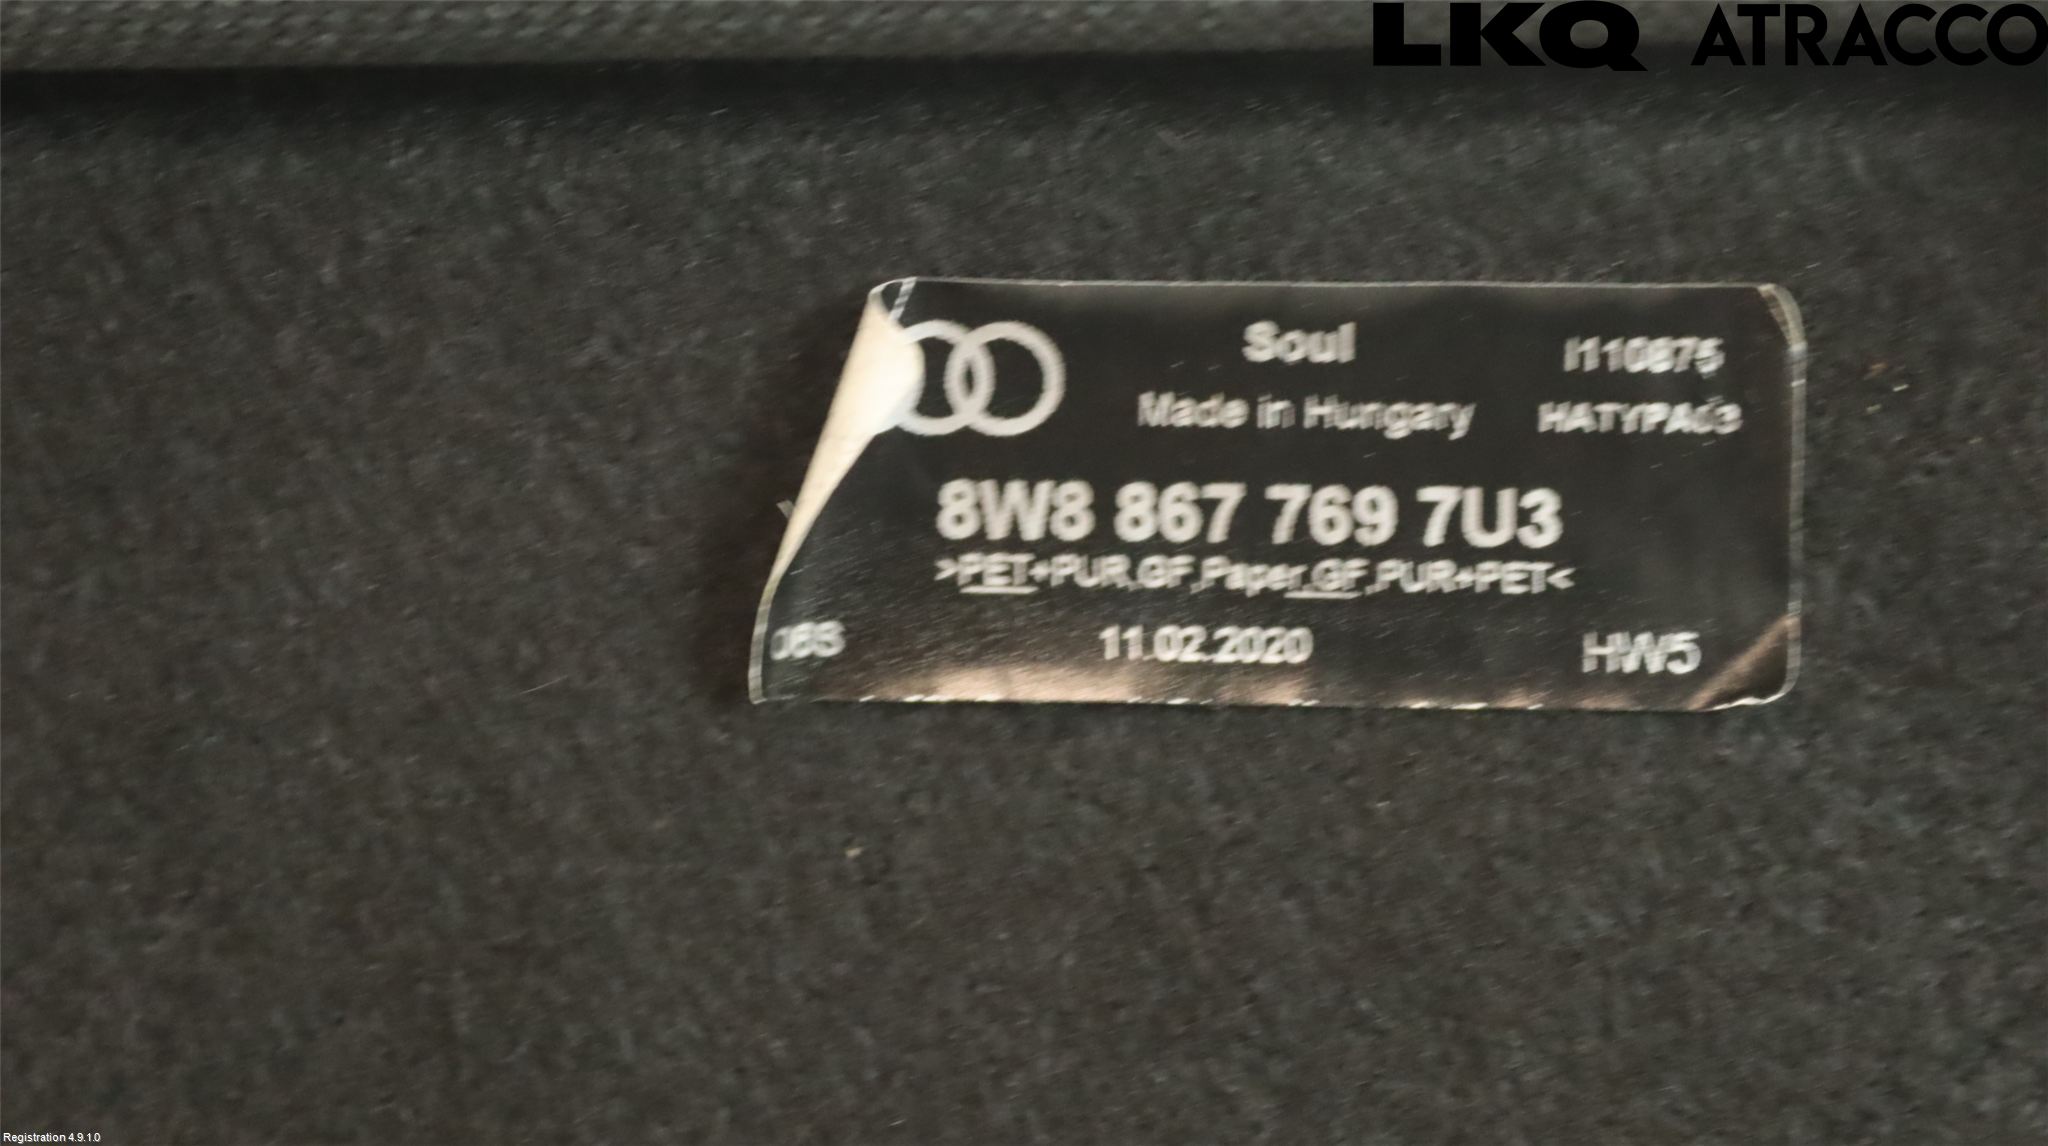 LKQ ATRACCO
Soul
I110875
Made in Hungary
HATYPA03
8W8 867 769 7U3
>PET+PUR,GF,Paper,GF,PUR+PET<
11.02.2020
HW5
Registration 4.9.1.0